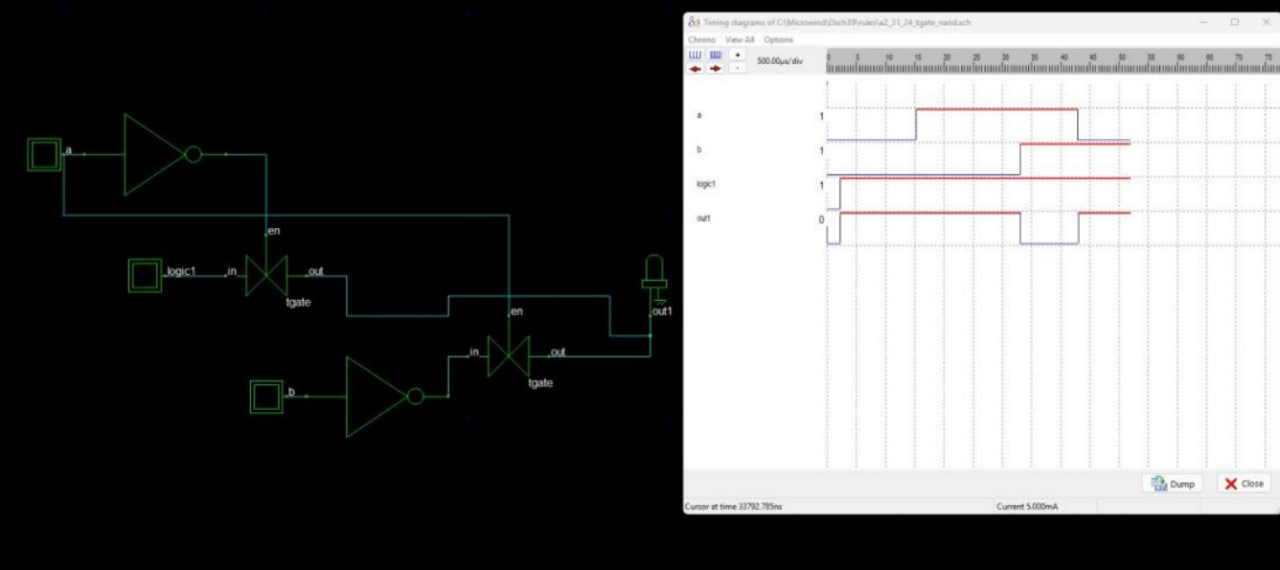 a
en
logic1
in
out
tgate
en
out1
in
out
tgate
b
Timing diagrams of C:\Microwind\Dsch39\rules\a2_31_24_tgate_nand.sch
Chrono View All Options
+
-
500.00µs/div
0 5 10 15 20 25 30 35 40 45 50 55 60 65 70 75
a 1
b 1
logic1 1
out1 0
Dump Close
Cursor at time 33792.785ns Current 5.000mA